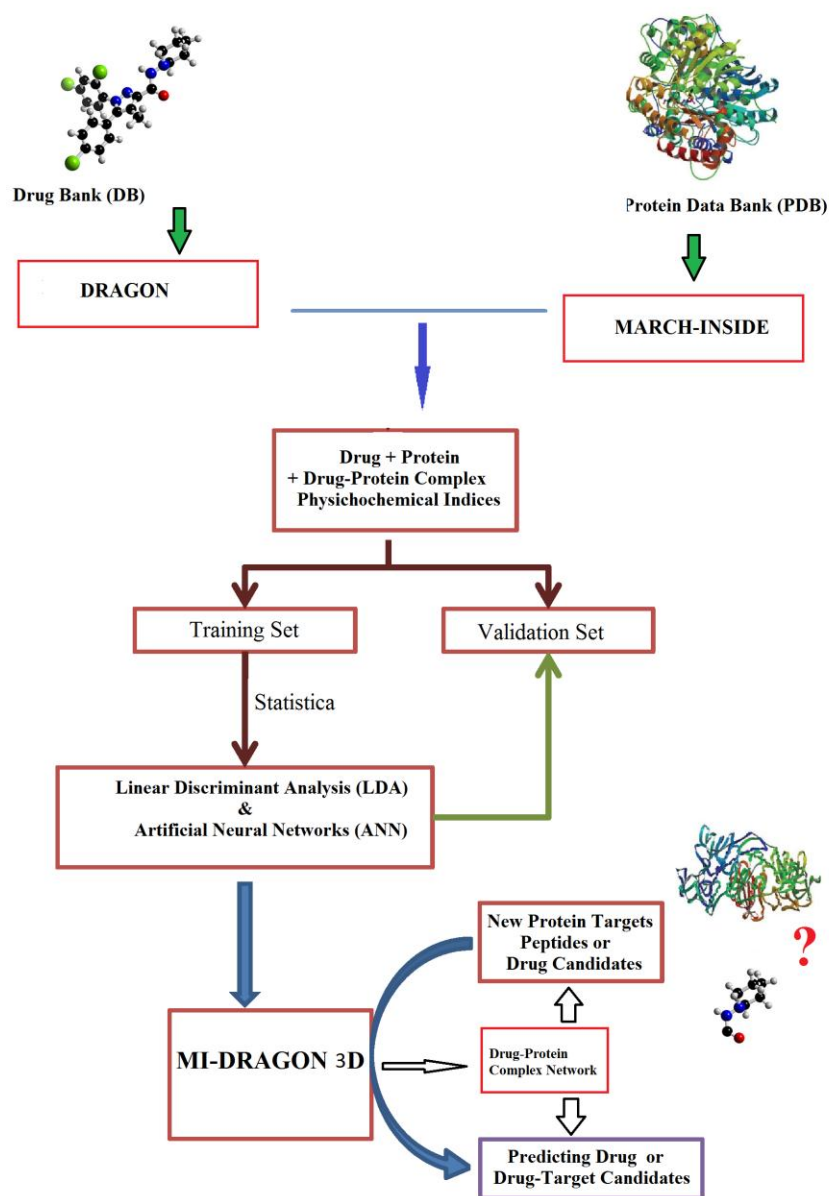 Drug Bank (DB)
Protein Data Bank (PDB)
DRAGON
MARCH-INSIDE
Drug + Protein
+ Drug-Protein Complex
Physichochemical Indices
Training Set
Validation Set
Statistica
Linear Discriminant Analysis (LDA)
&
Artificial Neural Networks (ANN)
New Protein Targets
Peptides or
Drug Candidates
?
MI-DRAGON 3D
Drug-Protein
Complex Network
Predicting Drug or
Drug-Target Candidates